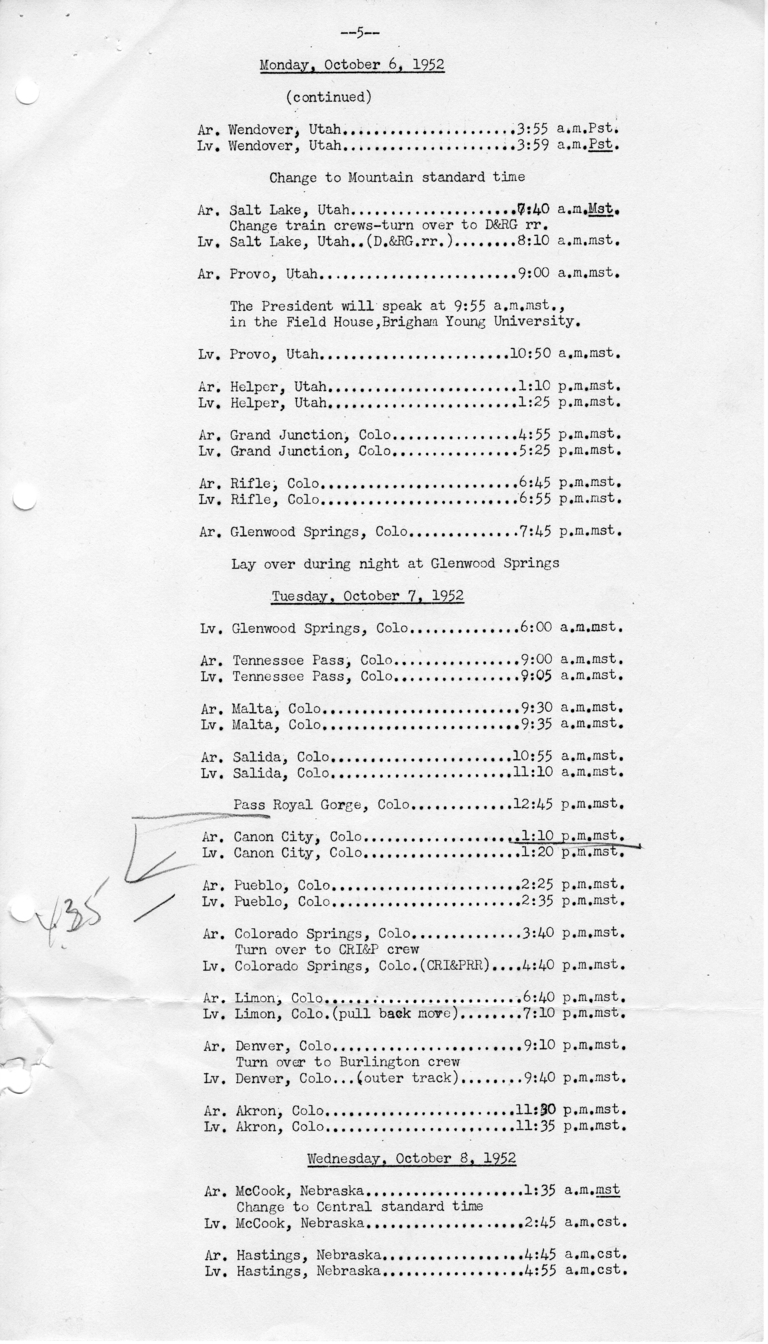 --5--
Monday, October 6, 1952
(continued)
Ar. Wendover, Utah......................3:55 a.m.Pst.
Lv. Wendover, Utah......................3:59 a.m.Pst.
Change to Mountain standard time
Ar. Salt Lake, Utah.....................7:40 a.m.Mst.
Change train crews-turn over to D&RG rr.
Lv. Salt Lake, Utah..(D.&RG.rr.)........8:10 a.m.mst.
Ar. Provo, Utah.........................9:00 a.m.mst.
The President will speak at 9:55 a.m.mst.,
in the Field House,Brigham Young University.
Lv. Provo, Utah........................10:50 a.m.mst.
Ar. Helper, Utah........................1:10 p.m.mst.
Lv. Helper, Utah........................1:25 p.m.mst.
Ar. Grand Junction, Colo................4:55 p.m.mst.
Lv. Grand Junction, Colo................5:25 p.m.mst.
Ar. Rifle, Colo.........................6:45 p.m.mst.
Lv. Rifle, Colo.........................6:55 p.m.mst.
Ar. Glenwood Springs, Colo..............7:45 p.m.mst.
Lay over during night at Glenwood Springs
Tuesday, October 7, 1952
Lv. Glenwood Springs, Colo..............6:00 a.m.mst.
Ar. Tennessee Pass, Colo................9:00 a.m.mst.
Lv. Tennessee Pass, Colo................9:05 a.m.mst.
Ar. Malta, Colo.........................9:30 a.m.mst.
Lv. Malta, Colo.........................9:35 a.m.mst.
Ar. Salida, Colo.......................10:55 a.m.mst.
Lv. Salida, Colo.......................11:10 a.m.mst.
Pass Royal Gorge, Colo.............12:45 p.m.mst.
Ar. Canon City, Colo....................1:10 p.m.mst.
Lv. Canon City, Colo....................1:20 p.m.mst.
Ar. Pueblo, Colo........................2:25 p.m.mst.
Lv. Pueblo, Colo........................2:35 p.m.mst.
Ar. Colorado Springs, Colo..............3:40 p.m.mst.
Turn over to CRI&P crew
Lv. Colorado Springs, Colo.(CRI&PRR)....4:40 p.m.mst.
Ar. Limon, Colo.........................6:40 p.m.mst.
Lv. Limon, Colo.(pull back move)........7:10 p.m.mst.
Ar. Denver, Colo........................9:10 p.m.mst.
Turn over to Burlington crew
Lv. Denver, Colo...(outer track)........9:40 p.m.mst.
Ar. Akron, Colo........................11:30 p.m.mst.
Lv. Akron, Colo........................11:35 p.m.mst.
Wednesday, October 8, 1952
Ar. McCook, Nebraska....................1:35 a.m.mst
Change to Central standard time
Lv. McCook, Nebraska....................2:45 a.m.cst.
Ar. Hastings, Nebraska..................4:45 a.m.cst.
Lv. Hastings, Nebraska..................4:55 a.m.cst.